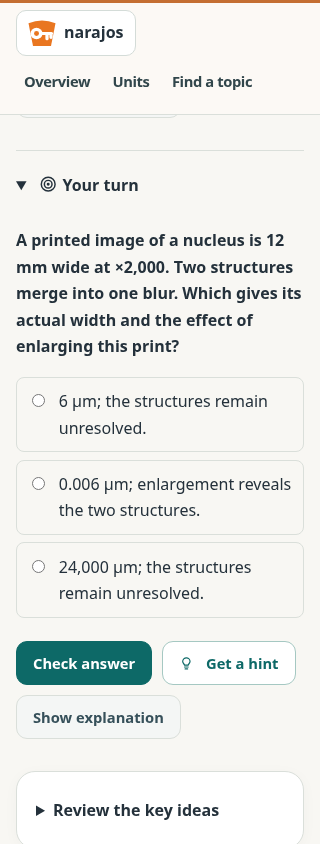 narajos
Overview Units Find a topic
Your turn
A printed image of a nucleus is 12
mm wide at ×2,000. Two structures
merge into one blur. Which gives its
actual width and the effect of
enlarging this print?
6 μm; the structures remain
unresolved.
0.006 μm; enlargement reveals
the two structures.
24,000 μm; the structures
remain unresolved.
Check answer Get a hint
Show explanation
Review the key ideas